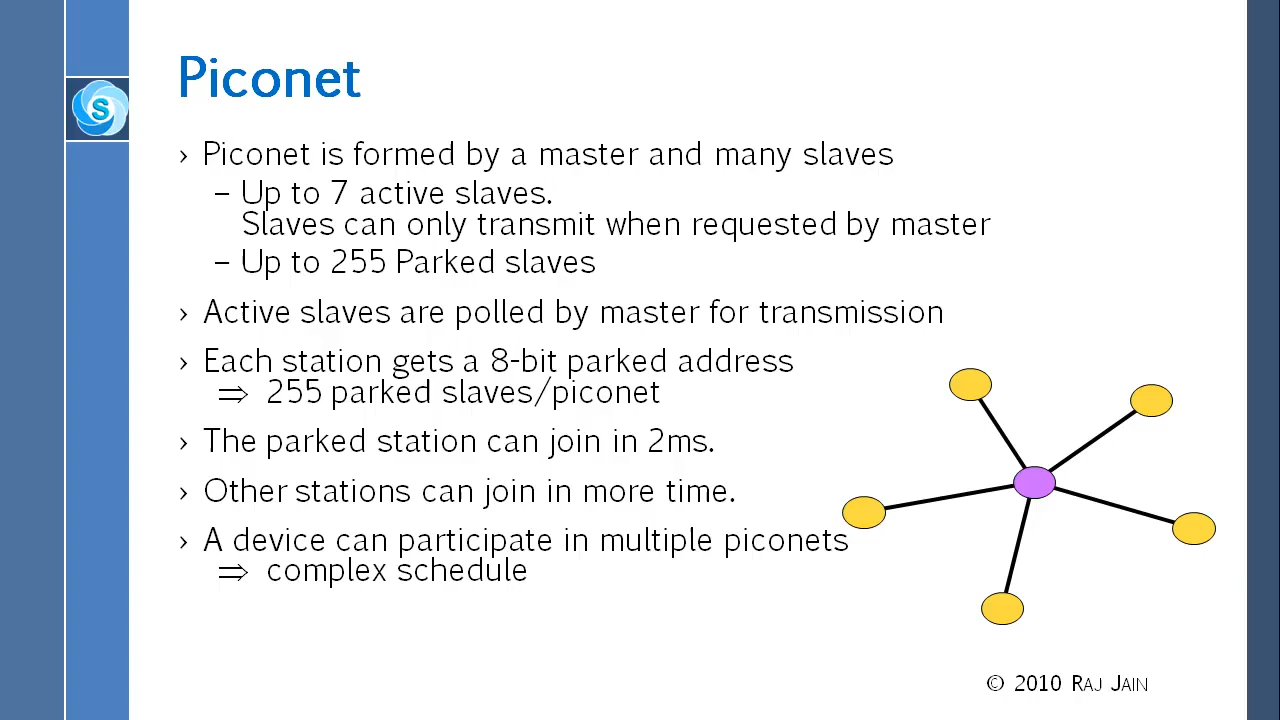 S
Piconet
› Piconet is formed by a master and many slaves
– Up to 7 active slaves.
Slaves can only transmit when requested by master
– Up to 255 Parked slaves
› Active slaves are polled by master for transmission
› Each station gets a 8-bit parked address
⇒ 255 parked slaves/piconet
› The parked station can join in 2ms.
› Other stations can join in more time.
› A device can participate in multiple piconets
⇒ complex schedule
© 2010 RAJ JAIN